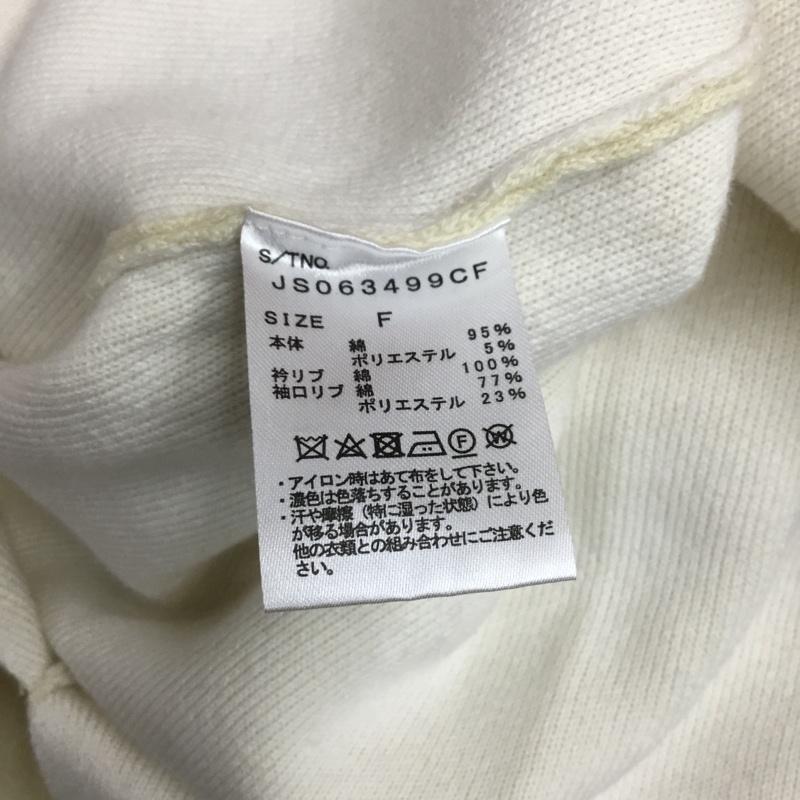 S/TNO.
JS063499CF
SIZE F
本体 綿 95%
ポリエステル 5%
衿リブ 綿 100%
袖口リブ 綿 77%
ポリエステル 23%
F W
・アイロン時はあて布をして下さい。
・濃色は色落ちすることがあります。
・汗や摩擦（特に湿った状態）により色
が移る場合があります。
他の衣類との組み合わせにご注意くだ
さい。